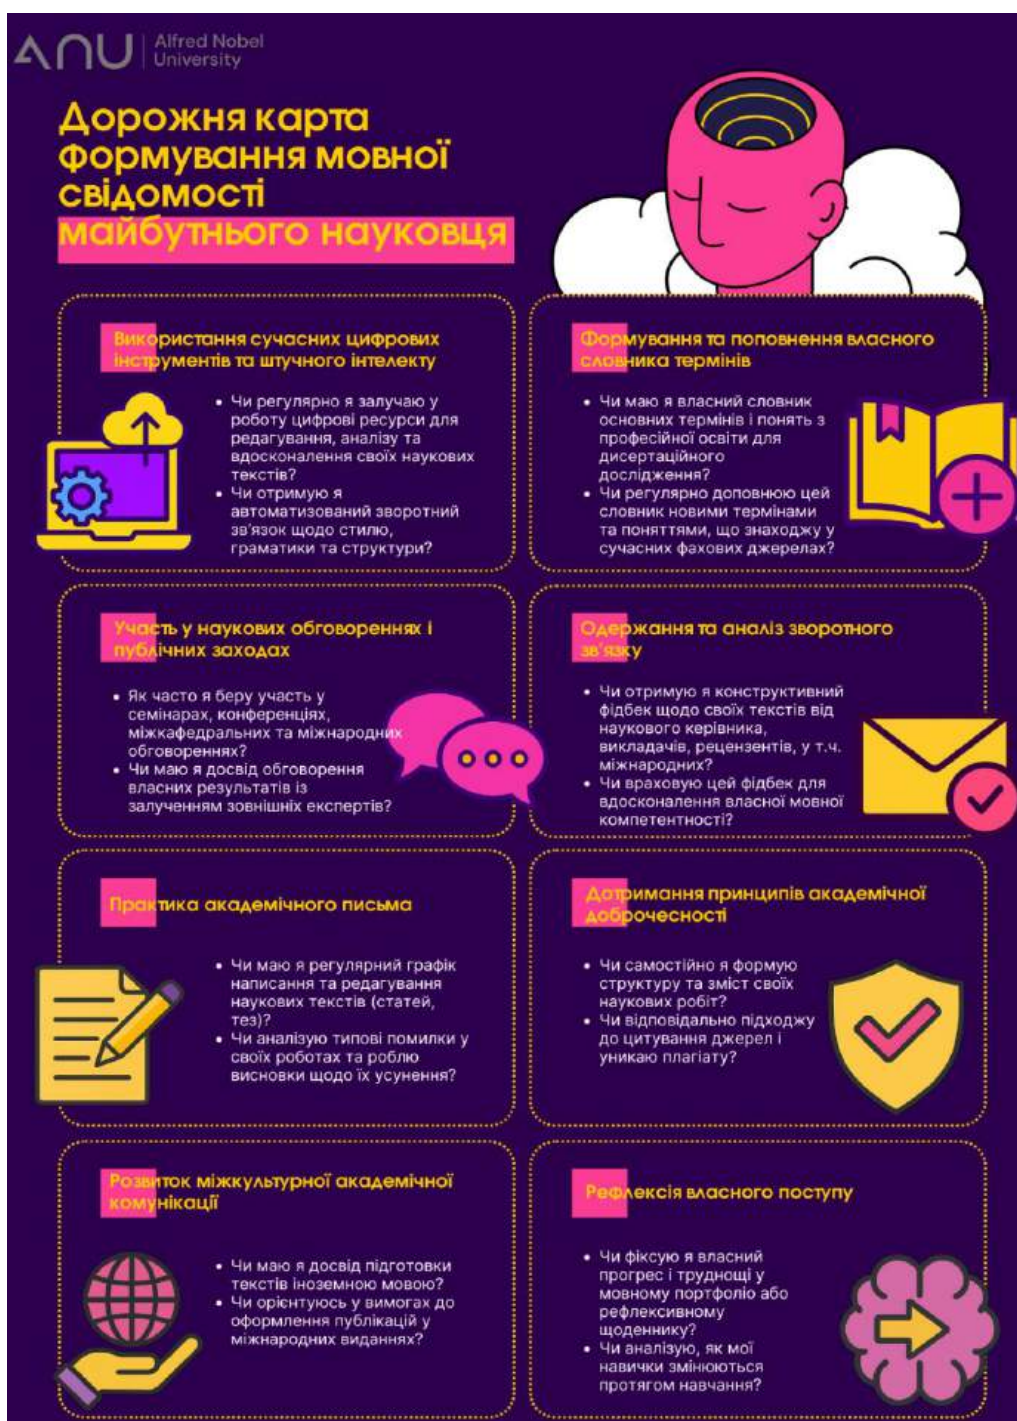 ANU
Alfred Nobel
University
Дорожня карта
формування мовної
свідомості
майбутнього науковця
Використання сучасних цифрових
інструментів та штучного інтелекту
• Чи регулярно я залучаю у
роботу цифрові ресурси для
редагування, аналізу та
вдосконалення своїх наукових
текстів?
• Чи отримую я
автоматизований зворотний
зв'язок щодо стилю,
граматики та структури?
Формування та поповнення власного
словника термінів
• Чи маю я власний словник
основних термінів і понять з
професійної освіти для
дисертаційного
дослідження?
• Чи регулярно доповнюю цей
словник новими термінами
та поняттями, що знаходжу у
сучасних фахових джерелах?
Участь у наукових обговореннях і
публічних заходах
• Як часто я беру участь у
семінарах, конференціях,
міжкафедральних та міжнародних
обговореннях?
• Чи маю я досвід обговорення
власних результатів із
залученням зовнішніх експертів?
Одержання та аналіз зворотного
зв'язку
• Чи отримую я конструктивний
фідбек щодо своїх текстів від
наукового керівника,
викладачів, рецензентів, у т.ч.
міжнародних?
• Чи враховую цей фідбек для
вдосконалення власної мовної
компетентності?
Практика академічного письма
• Чи маю я регулярний графік
написання та редагування
наукових текстів (статей,
тез)?
• Чи аналізую типові помилки у
своїх роботах та роблю
висновки щодо їх усунення?
Дотримання принципів академічної
доброчесності
• Чи самостійно я формую
структуру та зміст своїх
наукових робіт?
• Чи відповідально підходжу
до цитування джерел і
уникаю плагіату?
Розвиток міжкультурної академічної
комунікації
• Чи маю я досвід підготовки
текстів іноземною мовою?
• Чи орієнтуюсь у вимогах до
оформлення публікацій у
міжнародних виданнях?
Рефлексія власного поступу
• Чи фіксую я власний
прогрес і труднощі у
мовному портфоліо або
рефлексивному
щоденнику?
• Чи аналізую, як мої
навички змінюються
протягом навчання?